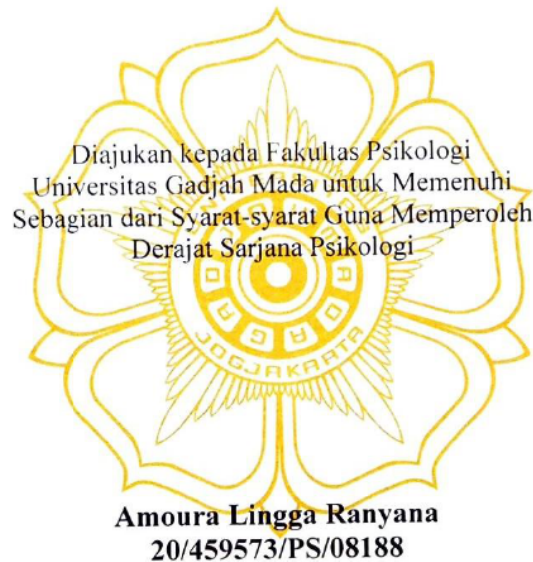 Diajukan kepada Fakultas Psikologi
Universitas Gadjah Mada untuk Memenuhi
Sebagian dari Syarat-syarat Guna Memperoleh
Derajat Sarjana Psikologi
JOGJAKARTA
Amoura Lingga Ranyana
20/459573/PS/08188